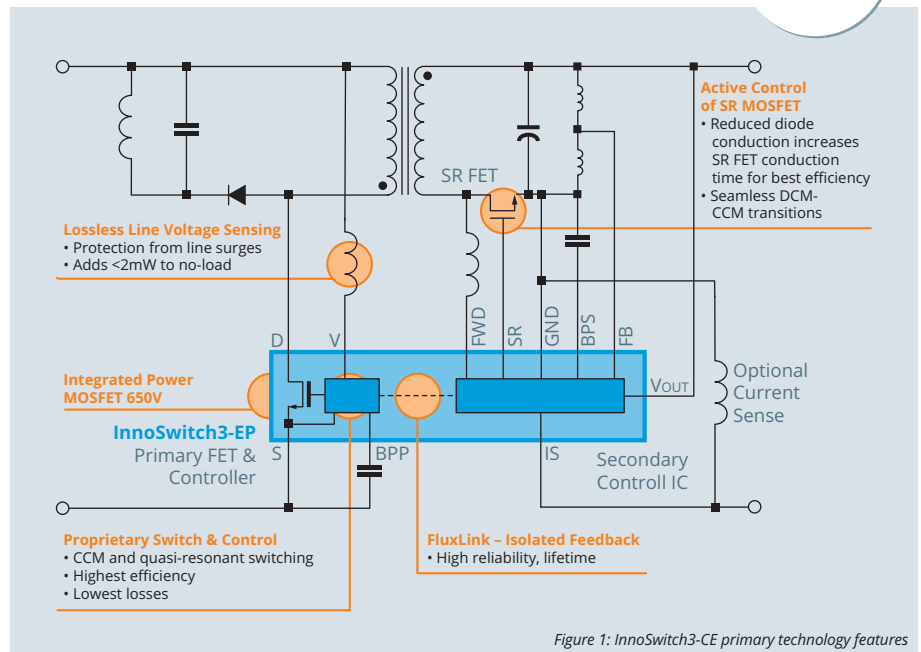 Active Control
of SR MOSFET
• Reduced diode
conduction increases
SR FET conduction
time for best efficiency
• Seamless DCM-
CCM transitions
SR FET
Lossless Line Voltage Sensing
• Protection from line surges
• Adds <2mW to no-load
D
V
FWD
SR
GND
BPS
FB
Integrated Power
MOSFET 650V
VOUT
Optional
Current
Sense
InnoSwitch3-EP
Primary FET &
Controller
S
BPP
IS
Secondary
Controll IC
Proprietary Switch & Control
• CCM and quasi-resonant switching
• Highest efficiency
• Lowest losses
FluxLink – Isolated Feedback
• High reliability, lifetime
Figure 1: InnoSwitch3-CE primary technology features